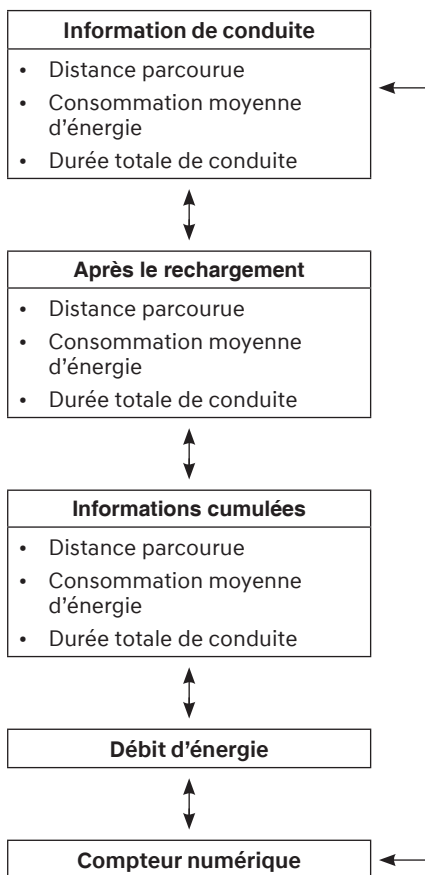 Information de conduite
• Distance parcourue
• Consommation moyenne
d’énergie
• Durée totale de conduite
Après le rechargement
• Distance parcourue
• Consommation moyenne
d’énergie
• Durée totale de conduite
Informations cumulées
• Distance parcourue
• Consommation moyenne
d’énergie
• Durée totale de conduite
Débit d’énergie
Compteur numérique